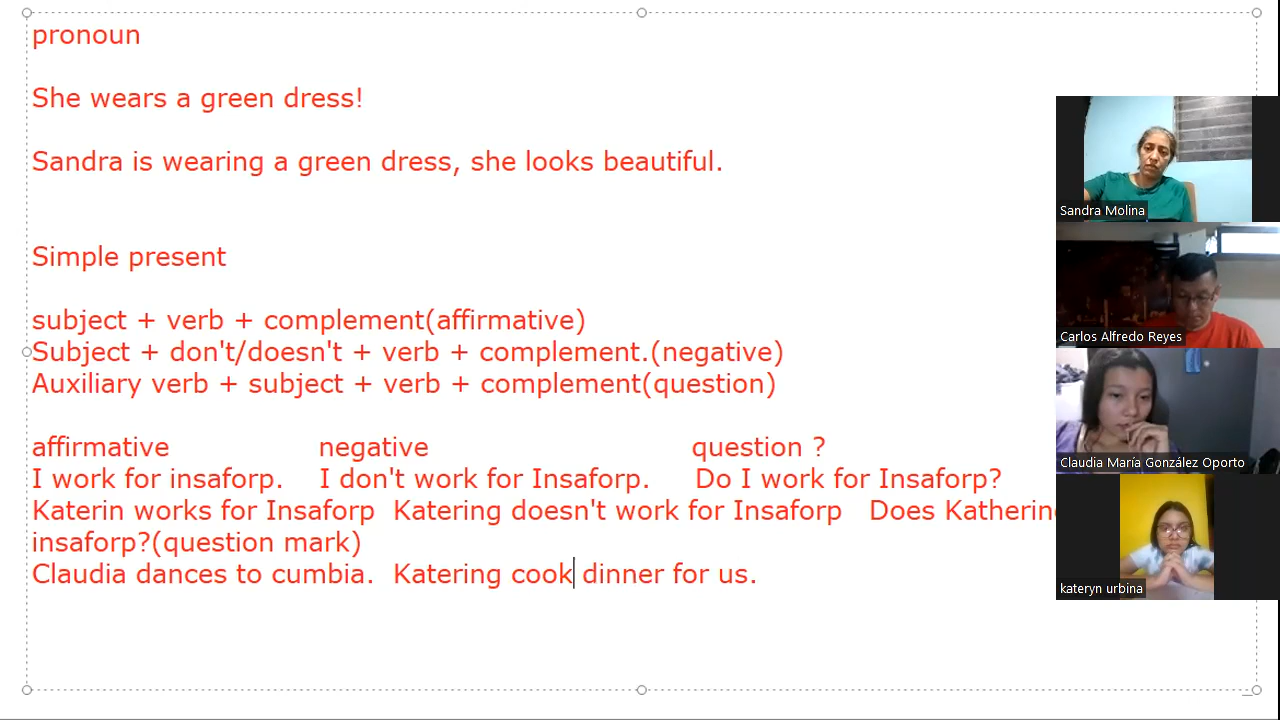 pronoun
She wears a green dress!
Sandra is wearing a green dress, she looks beautiful.
Simple present
subject + verb + complement(affirmative)
Subject + don't/doesn't + verb + complement.(negative)
Auxiliary verb + subject + verb + complement(question)
affirmative negative question ?
I work for insaforp. I don't work for Insaforp. Do I work for Insaforp?
Katerin works for Insaforp Katering doesn't work for Insaforp Does Katherin
insaforp?(question mark)
Claudia dances to cumbia. Katering cook dinner for us.
Sandra Molina
Carlos Alfredo Reyes
Claudia María González Oporto
kateryn urbina